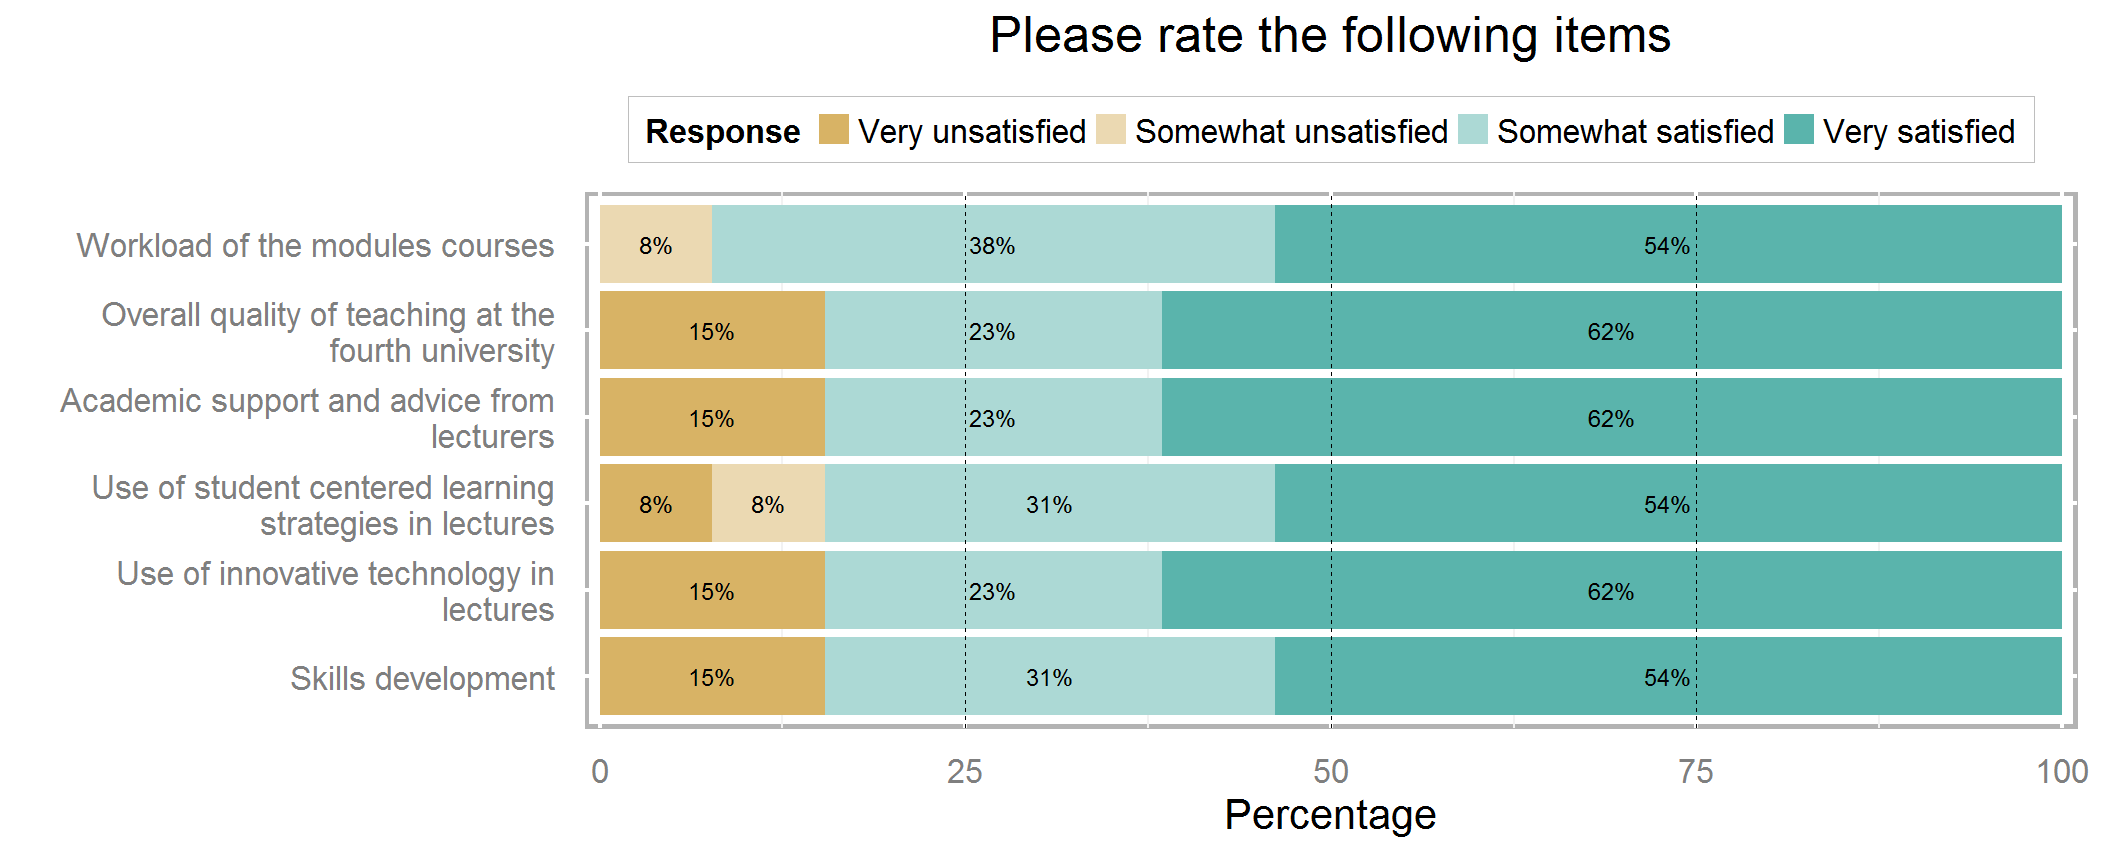 Please rate the following items
Response Very unsatisfied Somewhat unsatisfied Somewhat satisfied Very satisfied
Workload of the modules courses
8% 38% 54%
Overall quality of teaching at the
fourth university
15% 23% 62%
Academic support and advice from
lecturers
15% 23% 62%
Use of student centered learning
strategies in lectures
8% 8% 31% 54%
Use of innovative technology in
lectures
15% 23% 62%
Skills development
15% 31% 54%
0 25 50 75 100
Percentage